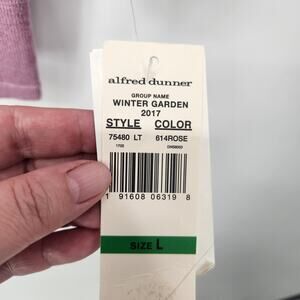 alfred dunner
GROUP NAME
WINTER GARDEN
2017
STYLE COLOR
75480 LT 614ROSE
1 91608 06319 8
SIZE L